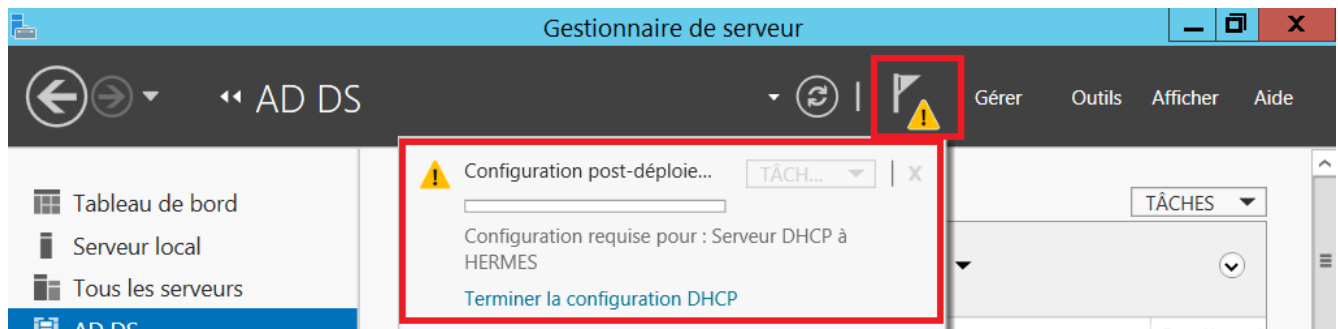 Gestionnaire de serveur
AD DS
Gérer Outils Afficher Aide
Configuration post-déploie... TÂCH... X
Configuration requise pour : Serveur DHCP à
HERMES
Terminer la configuration DHCP
TÂCHES
Tableau de bord
Serveur local
Tous les serveurs
AD DS